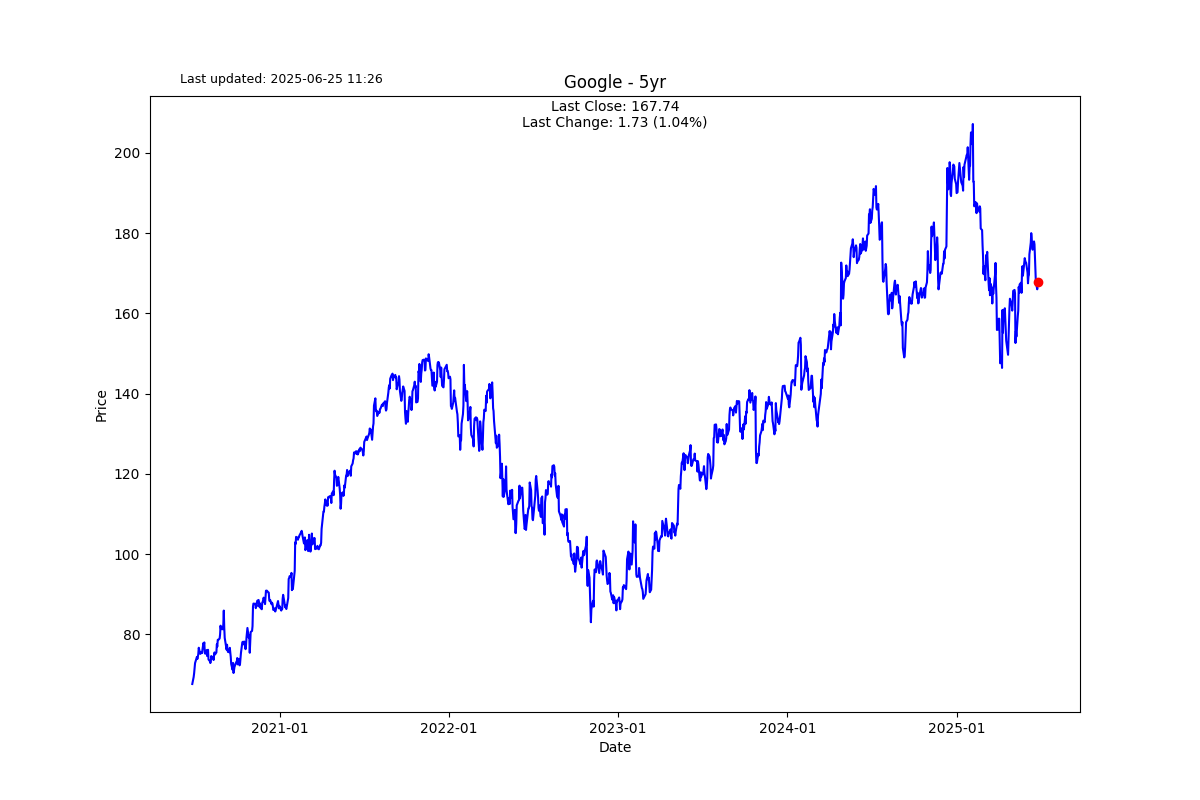 Last updated: 2025-06-25 11:26
Google - 5yr
Last Close: 167.74
Last Change: 1.73 (1.04%)
200
180
160
140
120
100
80
Price
2021-01
2022-01
2023-01
2024-01
2025-01
Date